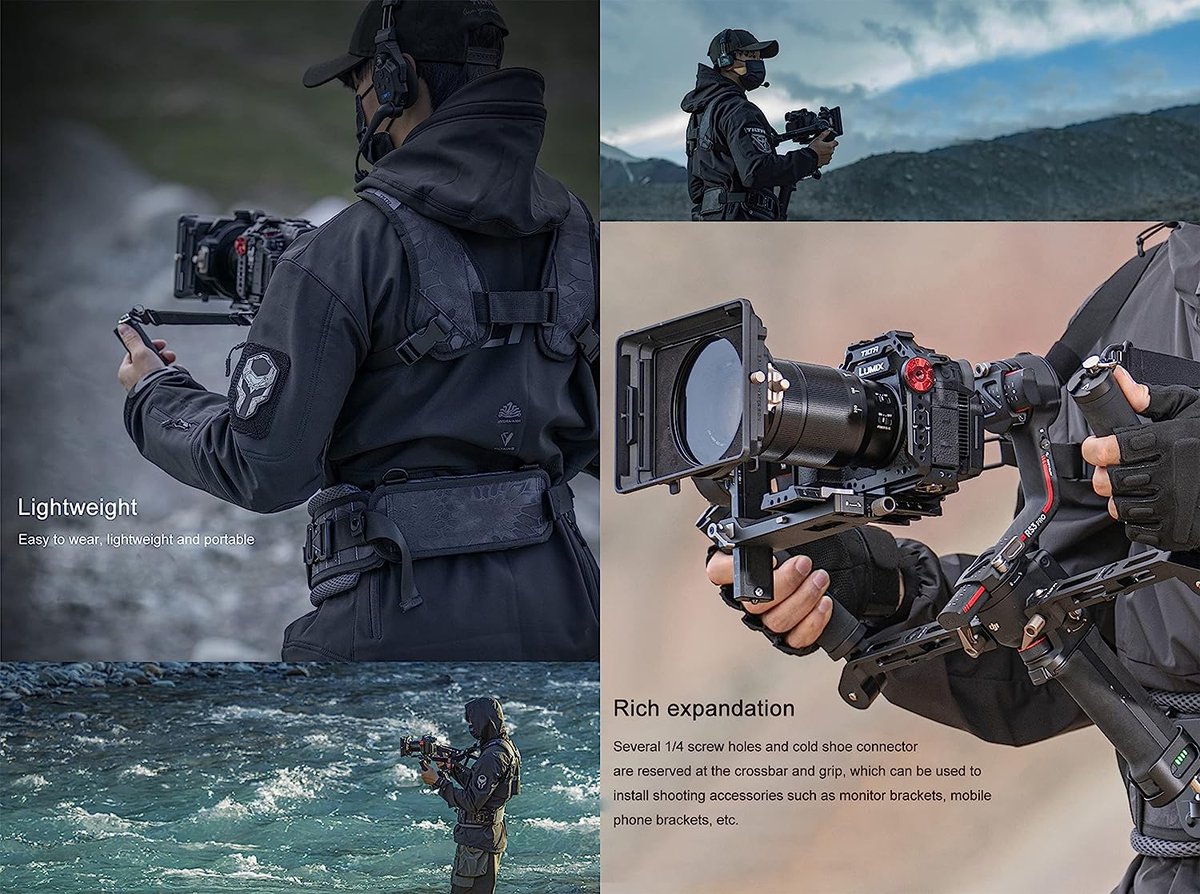 Lightweight
Easy to wear, lightweight and portable
TILTA
LUMIX
RS3 PRO
dji
Rich expandation
Several 1/4 screw holes and cold shoe connector
are reserved at the crossbar and grip, which can be used to
install shooting accessories such as monitor brackets, mobile
phone brackets, etc.